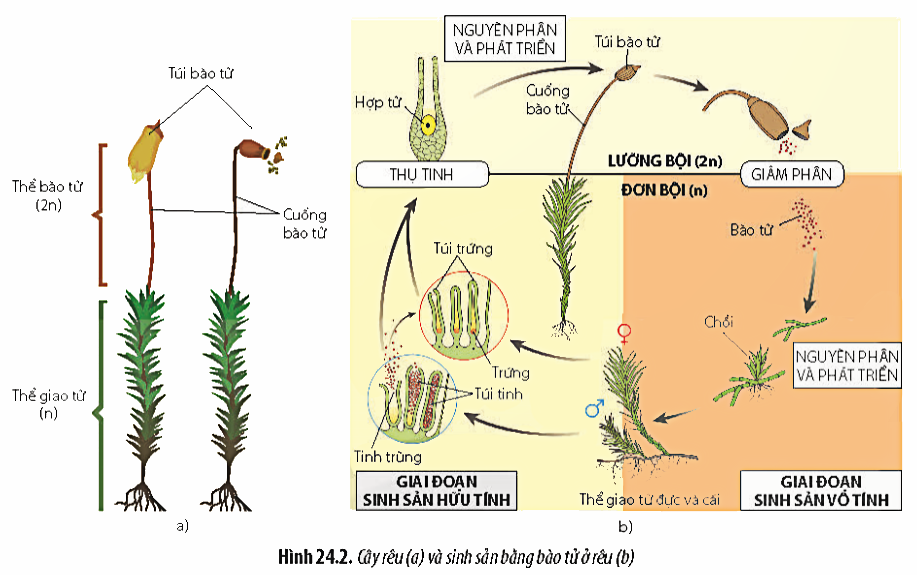 Túi bào tử
Thể bào tử
(2n)
Cuống
bào tử
Thể giao tử
(n)
a)
NGUYÊN PHÂN
VÀ PHÁT TRIỂN
Túi bào tử
Hợp tử
Cuống
bào tử
LƯỠNG BỘI (2n)
THỤ TINH
GIẢM PHÂN
ĐƠN BỘI (n)
Bào tử
Túi trứng
Chồi
♀
NGUYÊN PHÂN
VÀ PHÁT TRIỂN
Trứng
Túi tinh
♂
Tinh trùng
GIAI ĐOẠN
SINH SẢN HỮU TÍNH
Thể giao tử đực và cái
GIAI ĐOẠN
SINH SẢN VÔ TÍNH
b)
Hình 24.2. Cây rêu (a) và sinh sản bằng bào tử ở rêu (b)